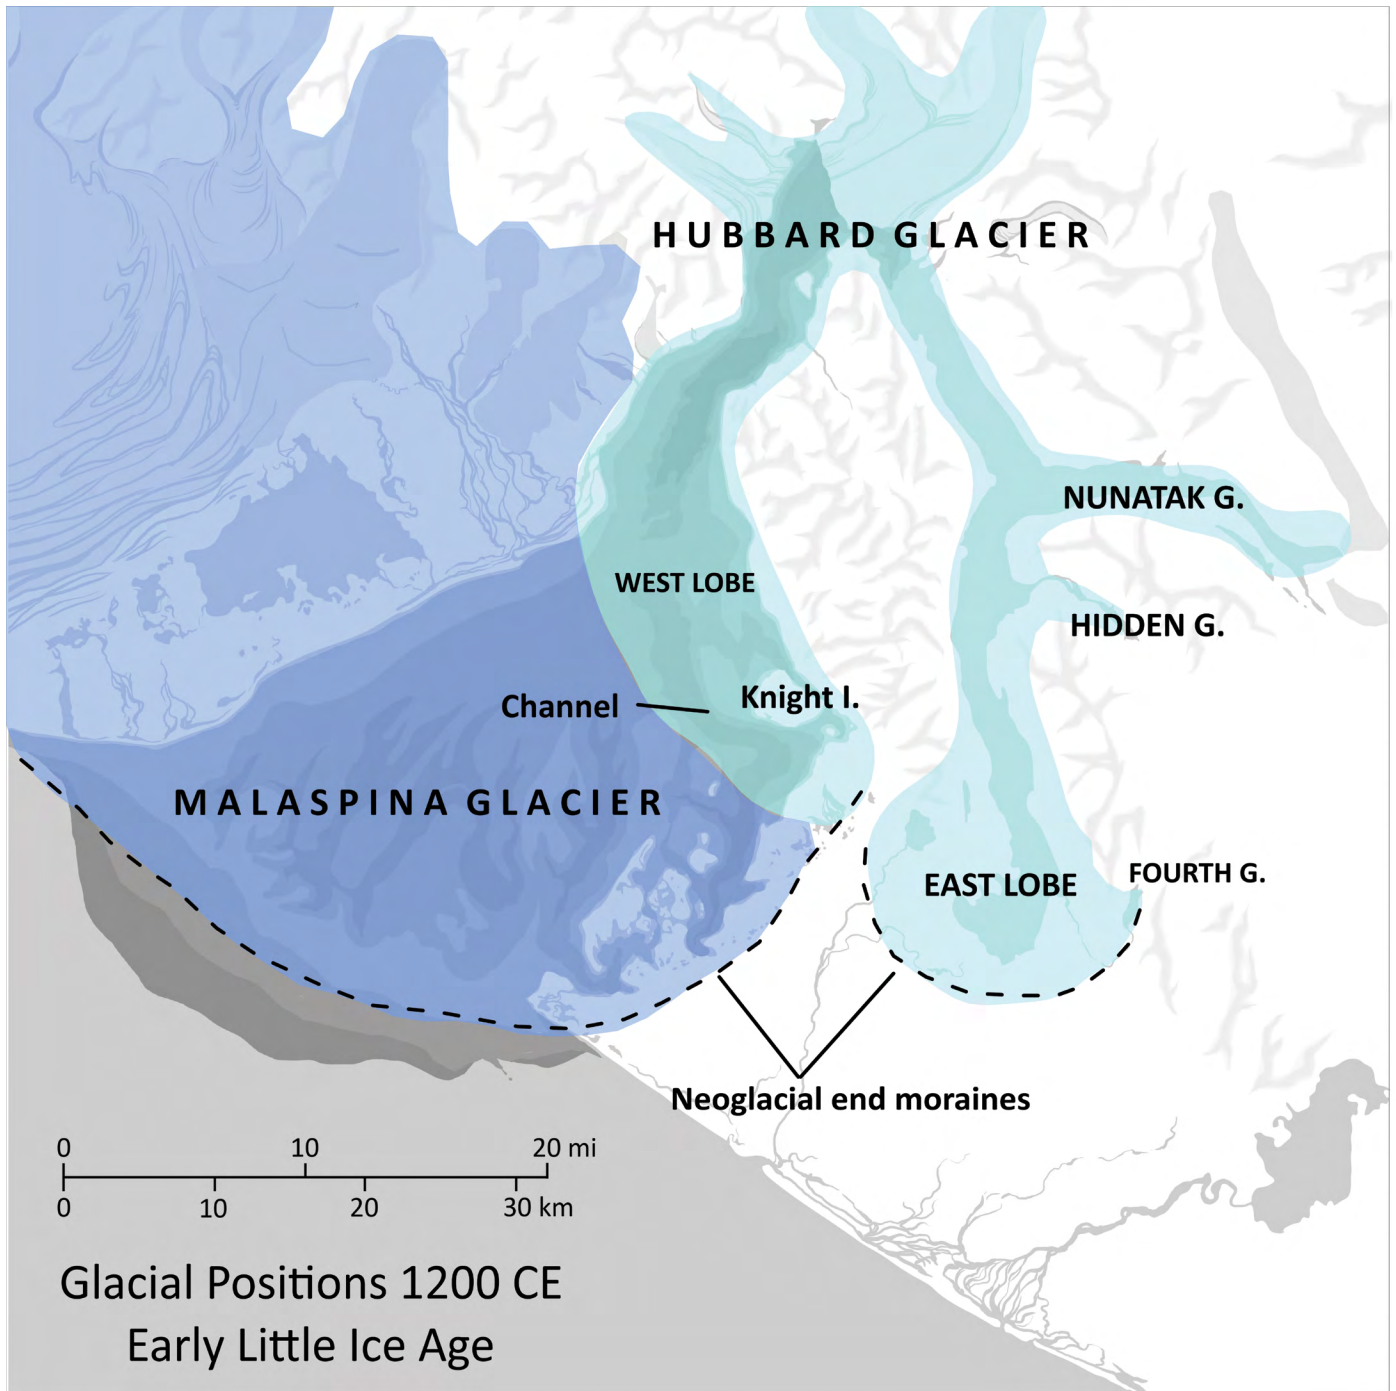 HUBBARD GLACIER
NUNATAK G.
WEST LOBE
HIDDEN G.
Channel
Knight I.
MALASPINA GLACIER
EAST LOBE
FOURTH G.
Neoglacial end moraines
0 10 20 mi
0 10 20 30 km
Glacial Positions 1200 CE
Early Little Ice Age